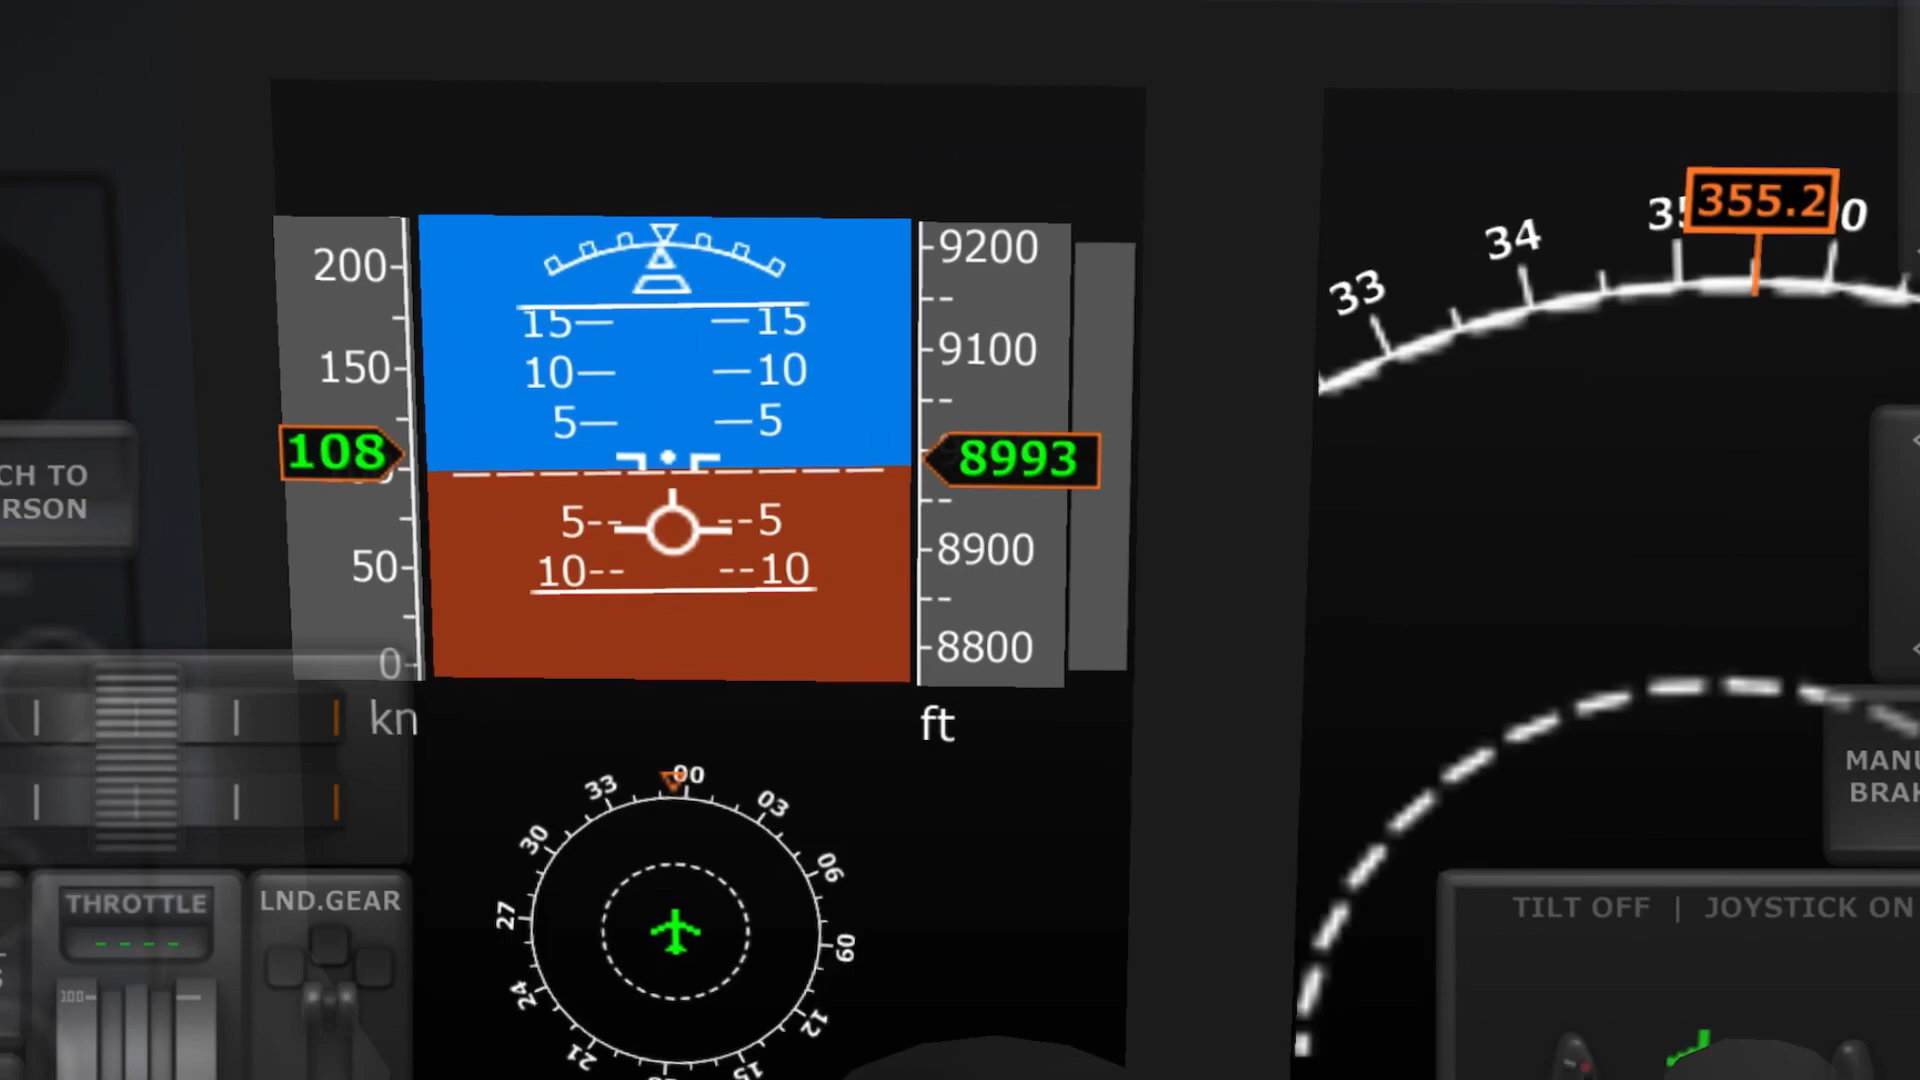 200
150
108
50
0
kn
15 15
10 10
5 5
5 5
10 10
9200
9100
8993
8900
8800
ft
33
34
355.2
0
33 00 03
30 06
27 09
24 12
21 15
CH TO
RSON
THROTTLE
- - - -
100
LND.GEAR
MANU
BRAK
TILT OFF | JOYSTICK ON